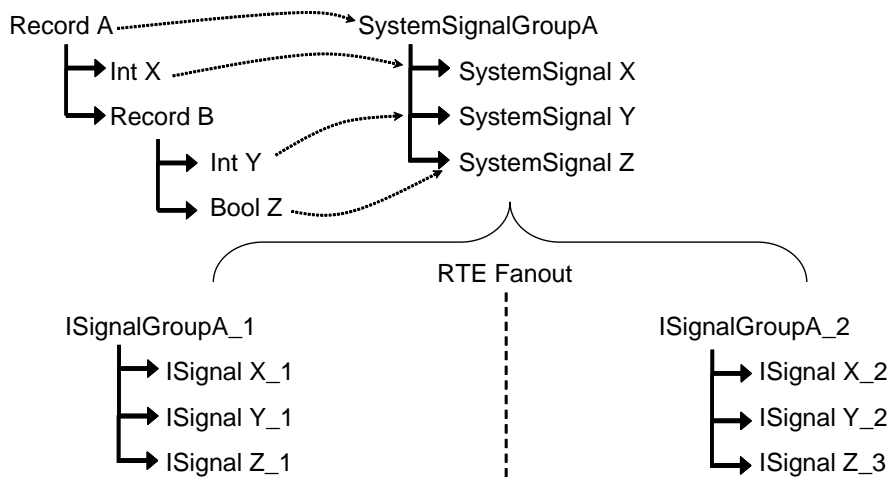 Record A
Int X
Record B
Int Y
Bool Z
SystemSignalGroupA
SystemSignal X
SystemSignal Y
SystemSignal Z
RTE Fanout
ISignalGroupA_1
ISignal X_1
ISignal Y_1
ISignal Z_1
ISignalGroupA_2
ISignal X_2
ISignal Y_2
ISignal Z_3